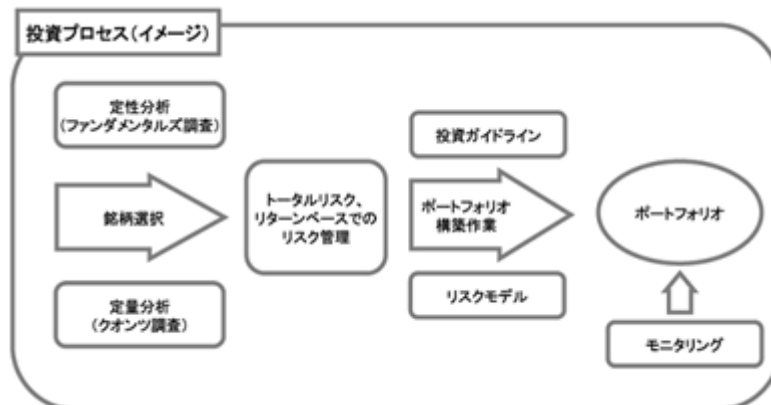 投資プロセス(イメージ)
定性分析
(ファンダメンタルズ調査)
銘柄選択
定量分析
(クオンツ調査)
トータルリスク、
リターンベースでの
リスク管理
投資ガイドライン
ポートフォリオ
構築作業
リスクモデル
ポートフォリオ
モニタリング